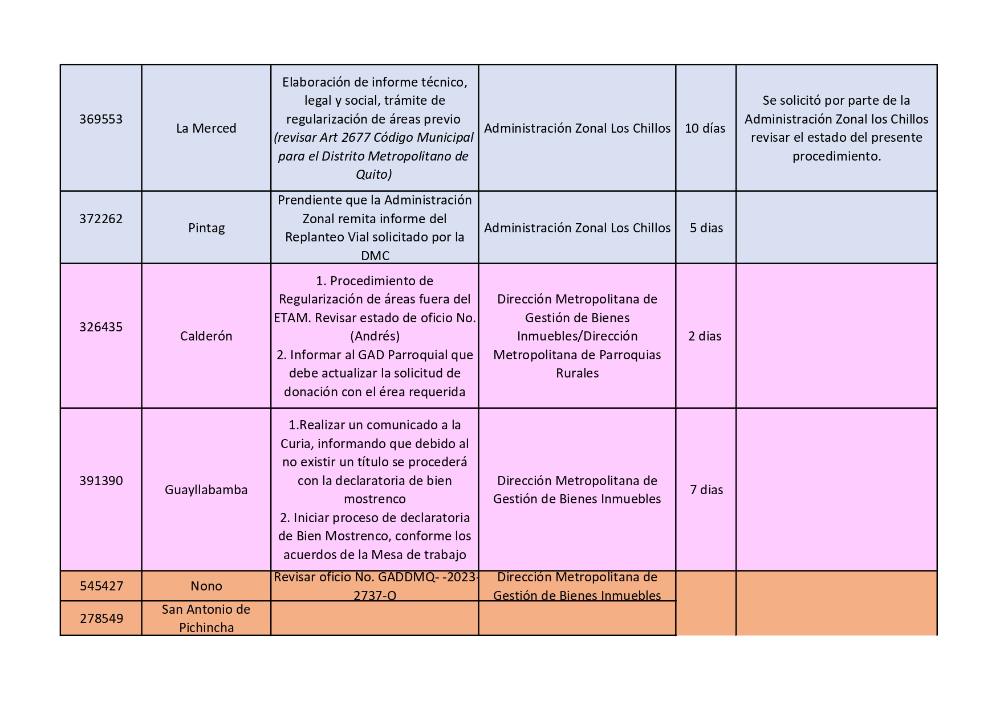 369553
La Merced
Elaboración de informe técnico,
legal y social, trámite de
regularización de áreas previo
(revisar Art 2677 Código Municipal
para el Distrito Metropolitano de
Quito)
Administración Zonal Los Chillos
10 días
Se solicitó por parte de la
Administración Zonal los Chillos
revisar el estado del presente
procedimiento.
372262
Pintag
Prendiente que la Administración
Zonal remita informe del
Replanteo Vial solicitado por la
DMC
Administración Zonal Los Chillos
5 dias
326435
Calderón
1. Procedimiento de
Regularización de áreas fuera del
ETAM. Revisar estado de oficio No.
(Andrés)
2. Informar al GAD Parroquial que
debe actualizar la solicitud de
donación con el érea requerida
Dirección Metropolitana de
Gestión de Bienes
Inmuebles/Dirección
Metropolitana de Parroquias
Rurales
2 dias
391390
Guayllabamba
1.Realizar un comunicado a la
Curia, informando que debido al
no existir un título se procederá
con la declaratoria de bien
mostrenco
2. Iniciar proceso de declaratoria
de Bien Mostrenco, conforme los
acuerdos de la Mesa de trabajo
Dirección Metropolitana de
Gestión de Bienes Inmuebles
7 dias
545427
Nono
Revisar oficio No. GADDMQ- -2023-
2737-O
Dirección Metropolitana de
Gestión de Bienes Inmuebles
278549
San Antonio de
Pichincha